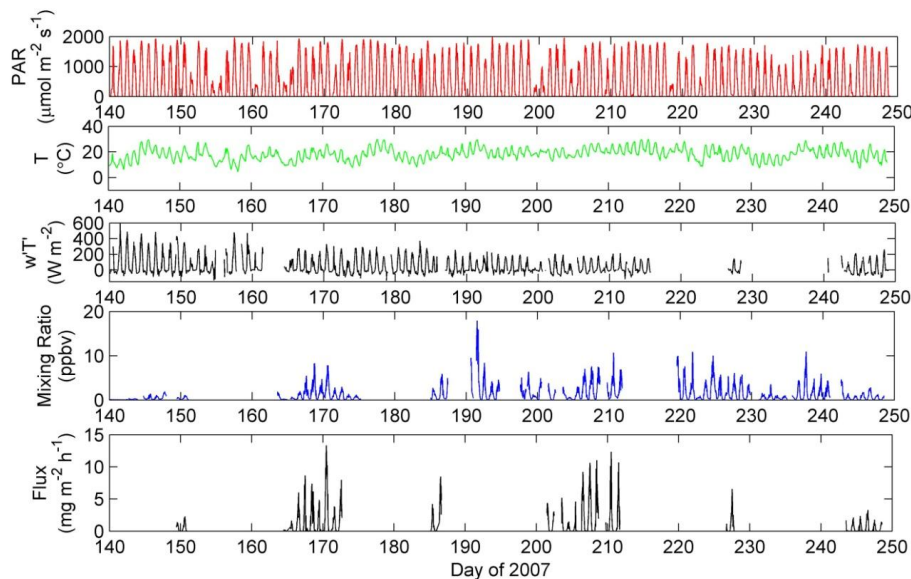 PAR
(μmol m-2 s-1)
2000
1000
0
140 150 160 170 180 190 200 210 220 230 240 250
T
(°C)
40
20
0
140 150 160 170 180 190 200 210 220 230 240 250
w'T'
(W m-2)
600
400
200
0
140 150 160 170 180 190 200 210 220 230 240 250
Mixing Ratio
(ppbv)
20
10
0
140 150 160 170 180 190 200 210 220 230 240 250
Flux
(mg m-2 h-1)
15
10
5
0
140 150 160 170 180 190 200 210 220 230 240 250
Day of 2007